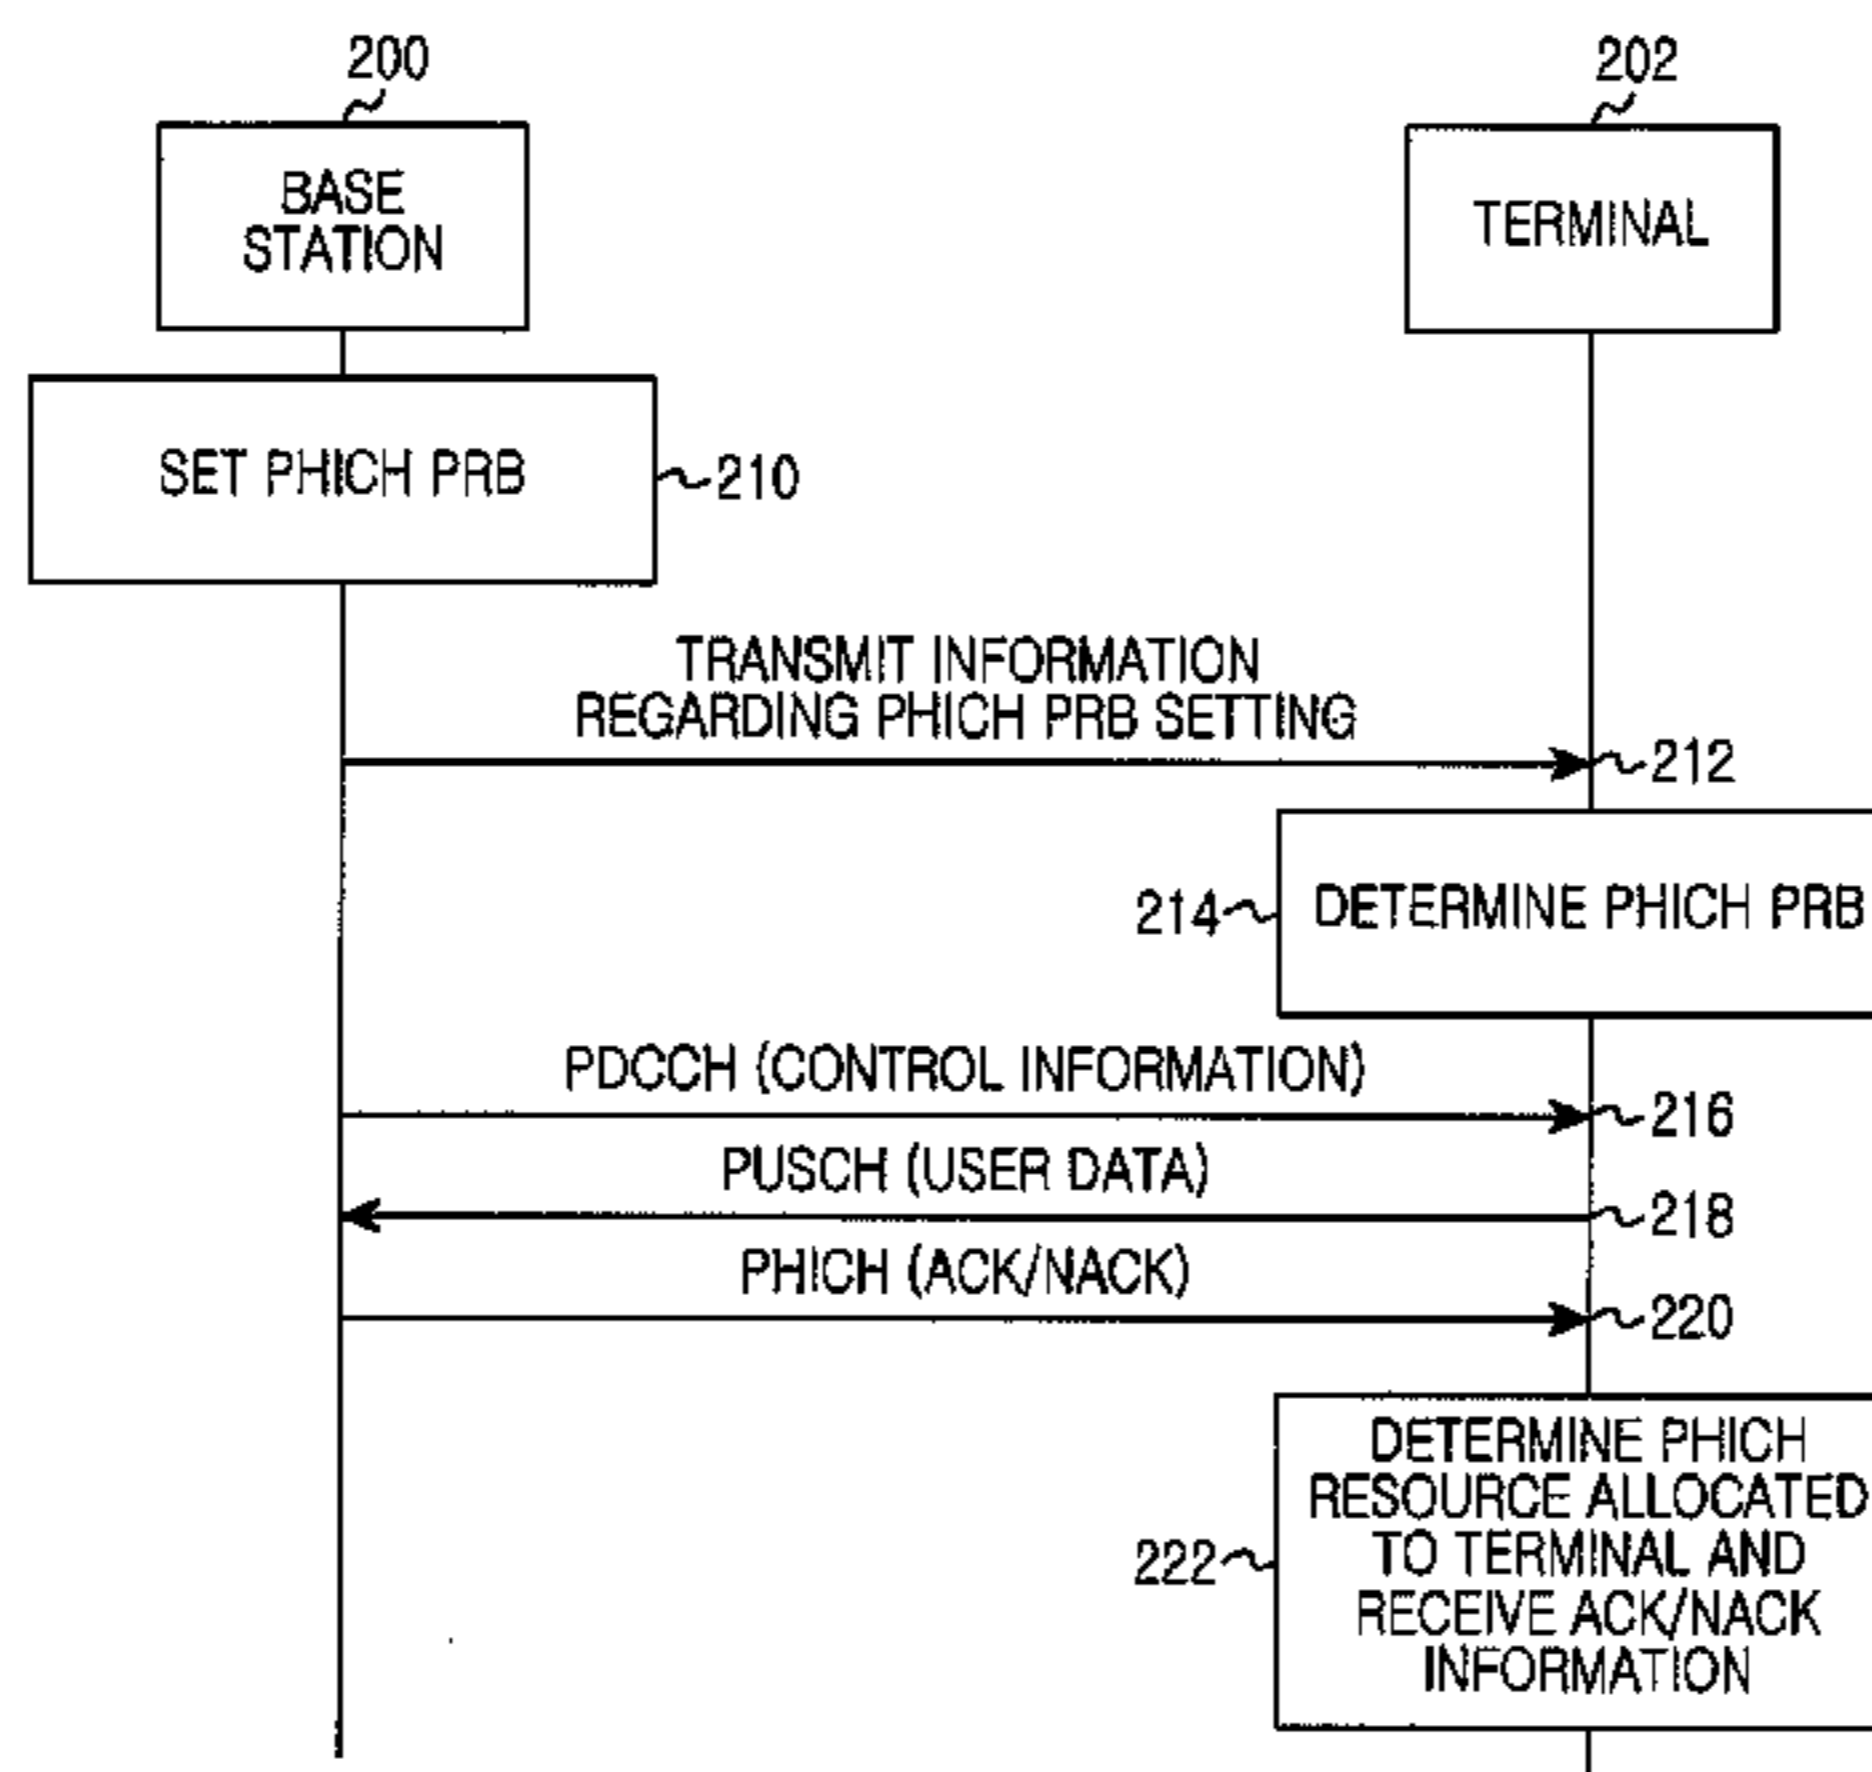 200
202
BASE
STATION
TERMINAL
SET PHICH PRB
210
TRANSMIT INFORMATION
REGARDING PHICH PRB SETTING
212
214
DETERMINE PHICH PRB
PDCCH (CONTROL INFORMATION)
216
PUSCH (USER DATA)
218
PHICH (ACK/NACK)
220
DETERMINE PHICH
RESOURCE ALLOCATED
TO TERMINAL AND
RECEIVE ACK/NACK
INFORMATION
222